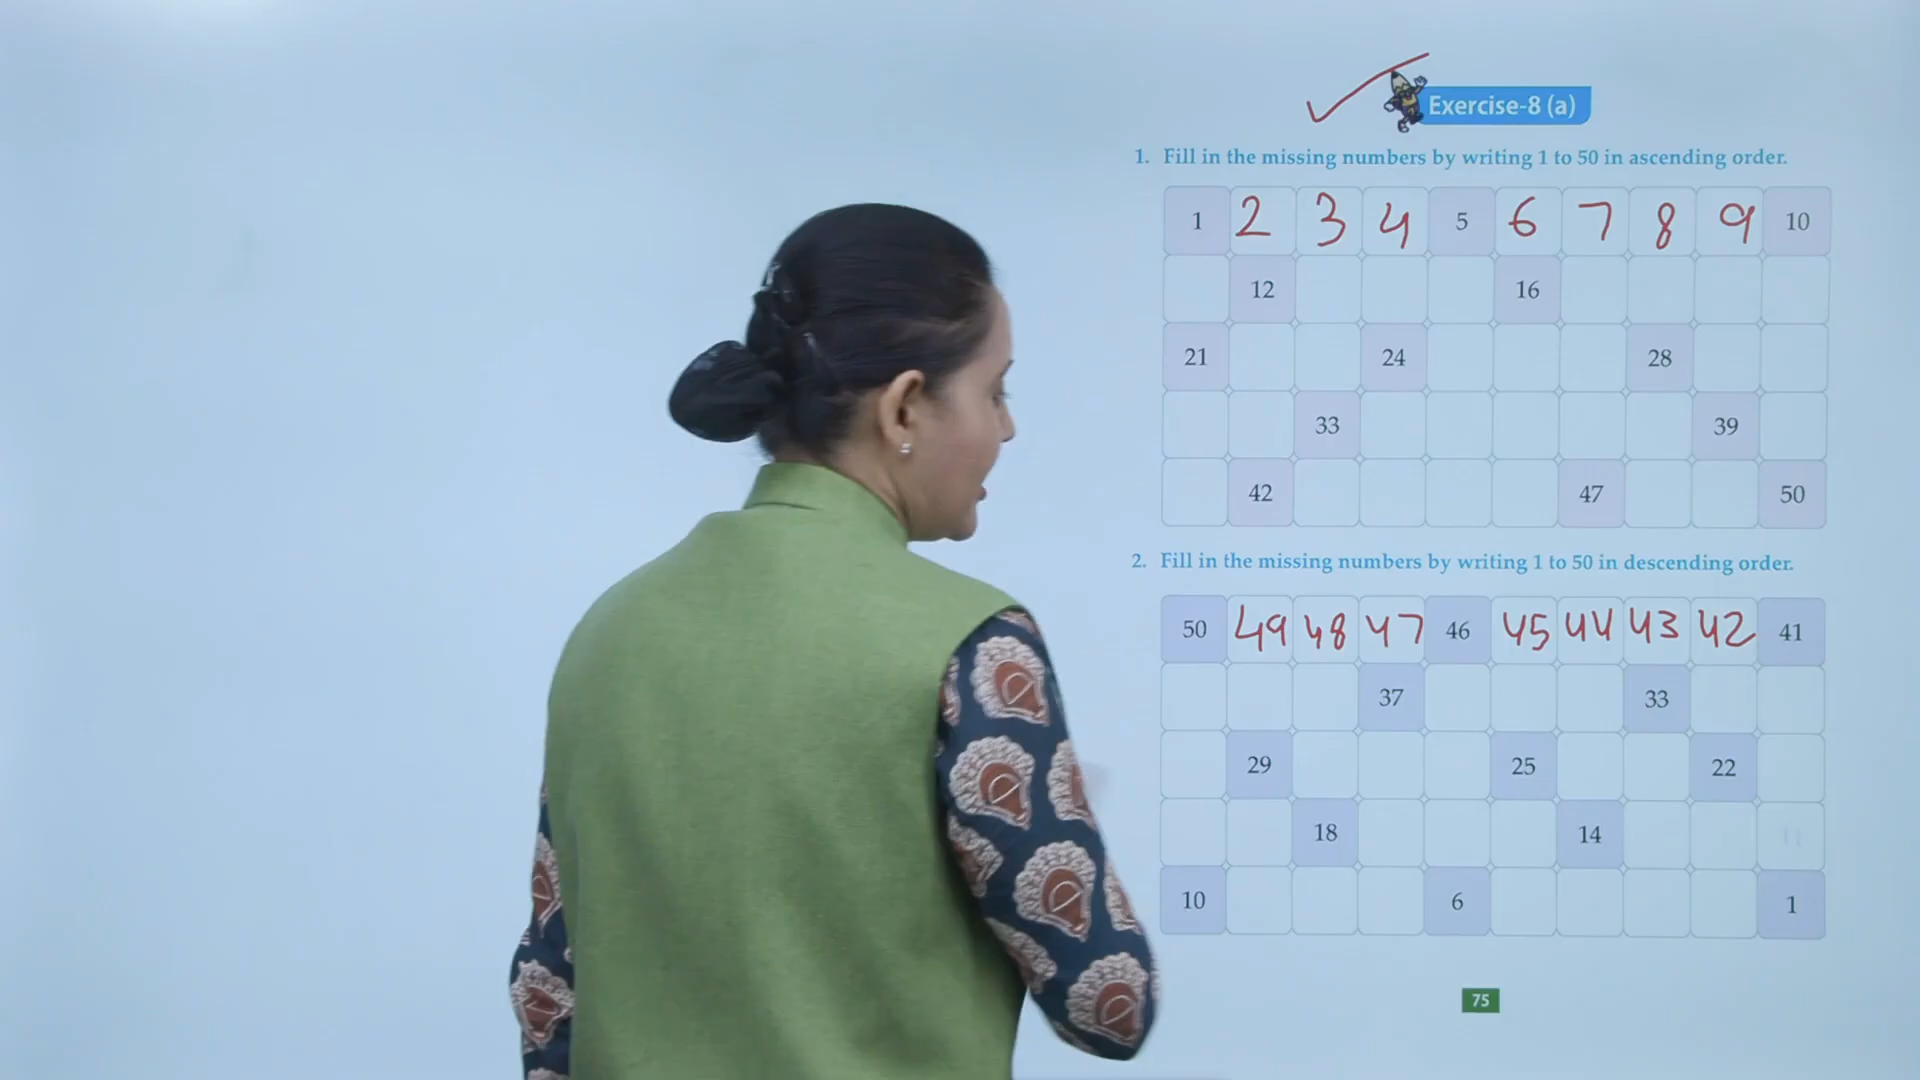 Exercise-8 (a)
1. Fill in the missing numbers by writing 1 to 50 in ascending order.
1 2 3 4 5 6 7 8 9 10
12 16
21 24 28
33 39
42 47 50
2. Fill in the missing numbers by writing 1 to 50 in descending order.
50 49 48 47 46 45 44 43 42 41
37 33
29 25 22
18 14
10 6 1
75